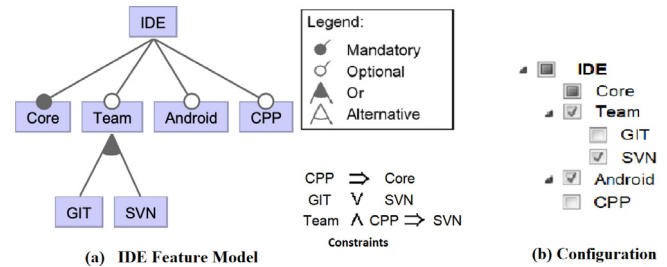 IDE
Core
Team
Android
CPP
GIT
SVN
Legend:
Mandatory
Optional
Or
Alternative
CPP ⇒ Core
GIT V SVN
Team Λ CPP ⇒ SVN
Constraints
(a) IDE Feature Model
IDE
Core
Team
GIT
SVN
Android
CPP
(b) Configuration